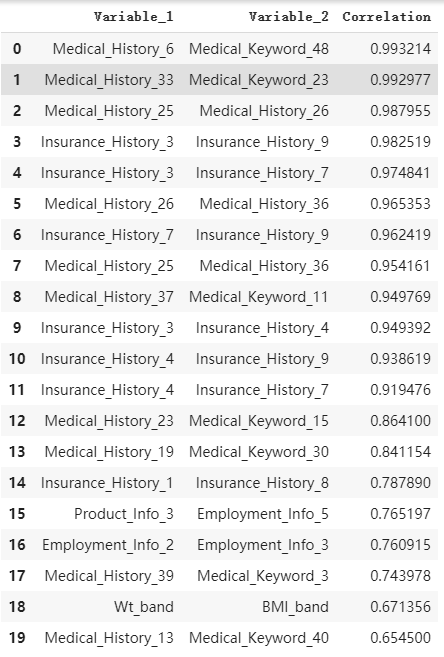 Variable_1 Variable_2 Correlation
0 Medical_History_6 Medical_Keyword_48 0.993214
1 Medical_History_33 Medical_Keyword_23 0.992977
2 Medical_History_25 Medical_History_26 0.987955
3 Insurance_History_3 Insurance_History_9 0.982519
4 Insurance_History_3 Insurance_History_7 0.974841
5 Medical_History_26 Medical_History_36 0.965353
6 Insurance_History_7 Insurance_History_9 0.962419
7 Medical_History_25 Medical_History_36 0.954161
8 Medical_History_37 Medical_Keyword_11 0.949769
9 Insurance_History_3 Insurance_History_4 0.949392
10 Insurance_History_4 Insurance_History_9 0.938619
11 Insurance_History_4 Insurance_History_7 0.919476
12 Medical_History_23 Medical_Keyword_15 0.864100
13 Medical_History_19 Medical_Keyword_30 0.841154
14 Insurance_History_1 Insurance_History_8 0.787890
15 Product_Info_3 Employment_Info_5 0.765197
16 Employment_Info_2 Employment_Info_3 0.760915
17 Medical_History_39 Medical_Keyword_3 0.743978
18 Wt_band BMI_band 0.671356
19 Medical_History_13 Medical_Keyword_40 0.654500